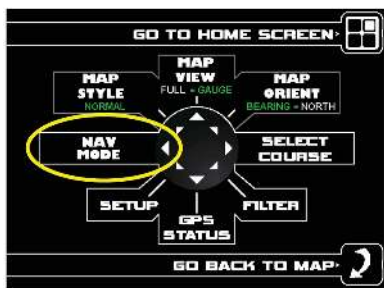 GO TO HOME SCREEN
MAP
VIEW
FULL - GAUGE
MAP
STYLE
NORMAL
MAP
ORIENT
BEARING - NORTH
NAV
MODE
SELECT
COURSE
SETUP
GPS
STATUS
FILTER
GO BACK TO MAP